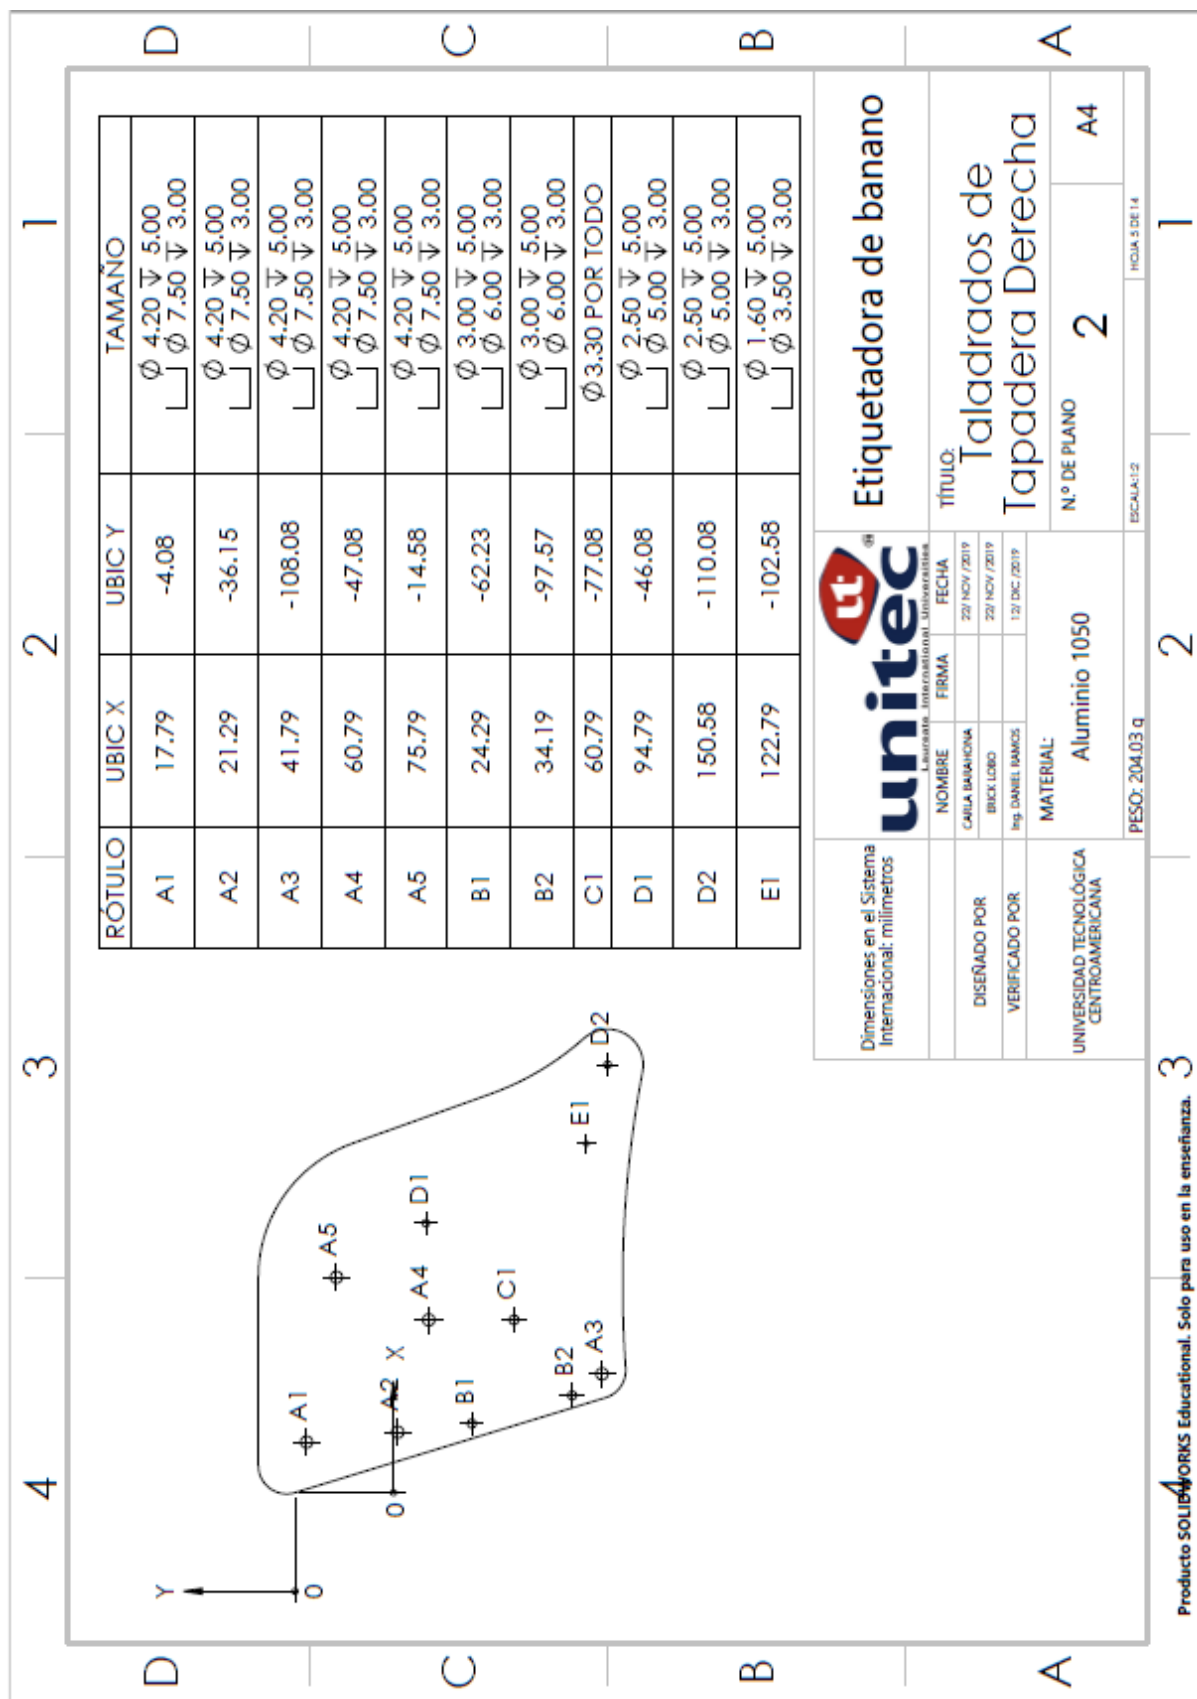 4 3 2 1
D
C
B
A
Y
0
0
X
A1
A2
A3
A4
A5
B1
B2
C1
D1
D2
E1
RÓTULO UBIC X UBIC Y TAMAÑO
A1 17.79 -4.08 ∅ 4.20 ↧ 5.00
⌴ ∅ 7.50 ↧ 3.00
A2 21.29 -36.15 ∅ 4.20 ↧ 5.00
⌴ ∅ 7.50 ↧ 3.00
A3 41.79 -108.08 ∅ 4.20 ↧ 5.00
⌴ ∅ 7.50 ↧ 3.00
A4 60.79 -47.08 ∅ 4.20 ↧ 5.00
⌴ ∅ 7.50 ↧ 3.00
A5 75.79 -14.58 ∅ 4.20 ↧ 5.00
⌴ ∅ 7.50 ↧ 3.00
B1 24.29 -62.23 ∅ 3.00 ↧ 5.00
⌴ ∅ 6.00 ↧ 3.00
B2 34.19 -97.57 ∅ 3.00 ↧ 5.00
⌴ ∅ 6.00 ↧ 3.00
C1 60.79 -77.08 ∅ 3.30 POR TODO
D1 94.79 -46.08 ∅ 2.50 ↧ 5.00
⌴ ∅ 5.00 ↧ 3.00
D2 150.58 -110.08 ∅ 2.50 ↧ 5.00
⌴ ∅ 5.00 ↧ 3.00
E1 122.79 -102.58 ∅ 1.60 ↧ 5.00
⌴ ∅ 3.50 ↧ 3.00
Dimensiones en el Sistema
Internacional: milimetros
unitec ut ®
Laureate International Universities
Etiquetadora de banano
NOMBRE FIRMA FECHA
DISEÑADO POR
CARLA BARAHONA 22/ NOV /2019
ERICK LOBO 22/ NOV /2019
VERIFICADO POR Ing. DANIEL RAMOS 12/ DIC /2019
TÍTULO:
Taladrados de
Tapadera Derecha
UNIVERSIDAD TECNOLÓGICA
CENTROAMERICANA
MATERIAL:
Aluminio 1050
N.º DE PLANO
2
A4
PESO: 204.03 g
ESCALA:1:2
HOJA 5 DE 14
D
C
B
A
4 3 2 1
Producto SOLIDWORKS Educational. Solo para uso en la enseñanza.